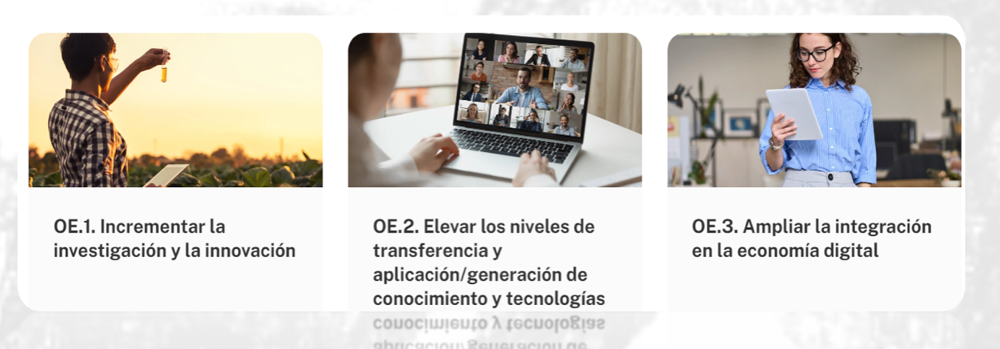 OE.1. Incrementar la
investigación y la innovación
OE.2. Elevar los niveles de
transferencia y
aplicación/generación de
conocimiento y tecnologías
OE.3. Ampliar la integración
en la economía digital